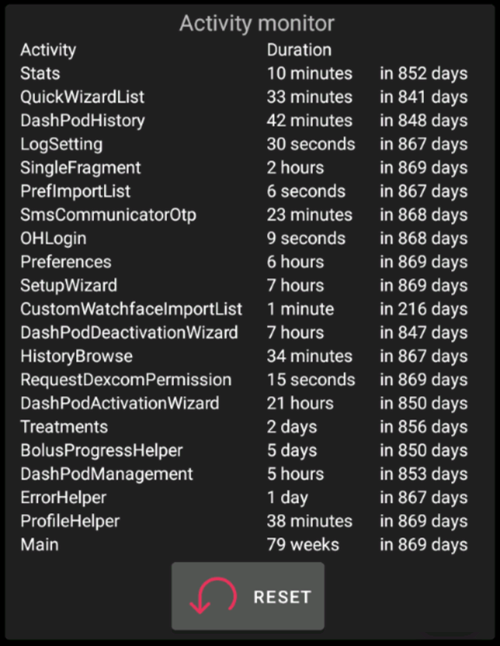 Activity monitor
Activity Duration
Stats 10 minutes in 852 days
QuickWizardList 33 minutes in 841 days
DashPodHistory 42 minutes in 848 days
LogSetting 30 seconds in 867 days
SingleFragment 2 hours in 869 days
PrefImportList 6 seconds in 867 days
SmsCommunicatorOtp 23 minutes in 868 days
OHLogin 9 seconds in 868 days
Preferences 6 hours in 869 days
SetupWizard 7 hours in 869 days
CustomWatchfaceImportList 1 minute in 216 days
DashPodDeactivationWizard 7 hours in 847 days
HistoryBrowse 34 minutes in 867 days
RequestDexcomPermission 15 seconds in 869 days
DashPodActivationWizard 21 hours in 850 days
Treatments 2 days in 856 days
BolusProgressHelper 5 days in 850 days
DashPodManagement 5 hours in 853 days
ErrorHelper 1 day in 867 days
ProfileHelper 38 minutes in 869 days
Main 79 weeks in 869 days
RESET